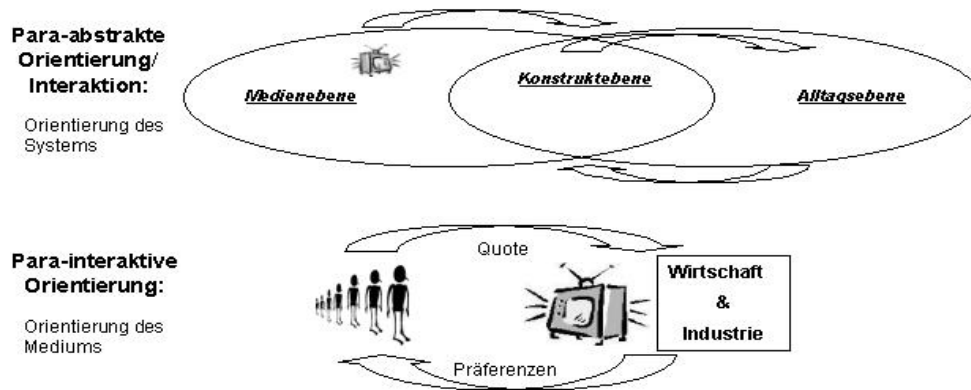 Para-abstrakte
Orientierung/
Interaktion:
Orientierung des
Systems
Medienebene
Konstruktebene
Alltagsebene
Para-interaktive
Orientierung:
Orientierung des
Mediums
Quote
Präferenzen
Wirtschaft
&
Industrie